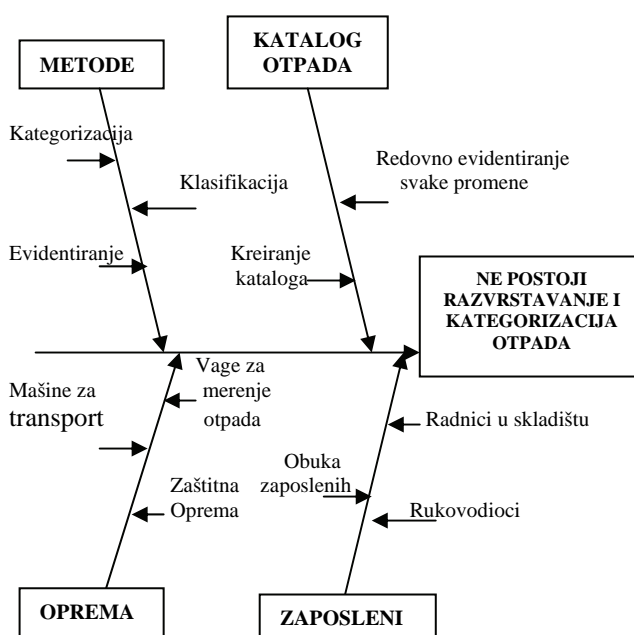 METODE
KATALOG
OTPADA
Kategorizacija
Klasifikacija
Evidentiranje
Redovno evidentiranje
svake promene
Kreiranje
kataloga
NE POSTOJI
RAZVRSTAVANJE I
KATEGORIZACIJA
OTPADA
Mašine za
transport
Vage za
merenje
otpada
Zaštitna
Oprema
Radnici u skladištu
Obuka
zaposlenih
Rukovodioci
OPREMA
ZAPOSLENI